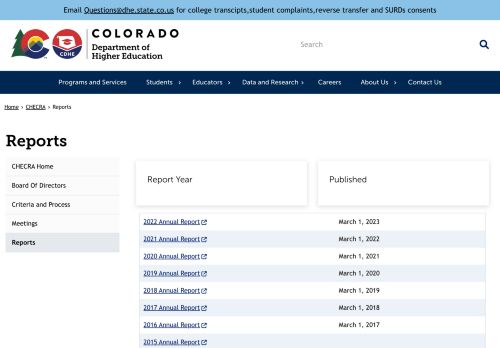 Email Questions@dhe.state.co.us for college transcipts,student complaints,reverse transfer and SURDs consents
COLORADO
Department of
Higher Education
CDHE
Search
Programs and Services Students Educators Data and Research Careers About Us Contact Us
Home › CHECRA › Reports
Reports
CHECRA Home
Board Of Directors
Criteria and Process
Meetings
Reports
Report Year Published
2022 Annual Report March 1, 2023
2021 Annual Report March 1, 2022
2020 Annual Report March 1, 2021
2019 Annual Report March 1, 2020
2018 Annual Report March 1, 2019
2017 Annual Report March 1, 2018
2016 Annual Report March 1, 2017
2015 Annual Report